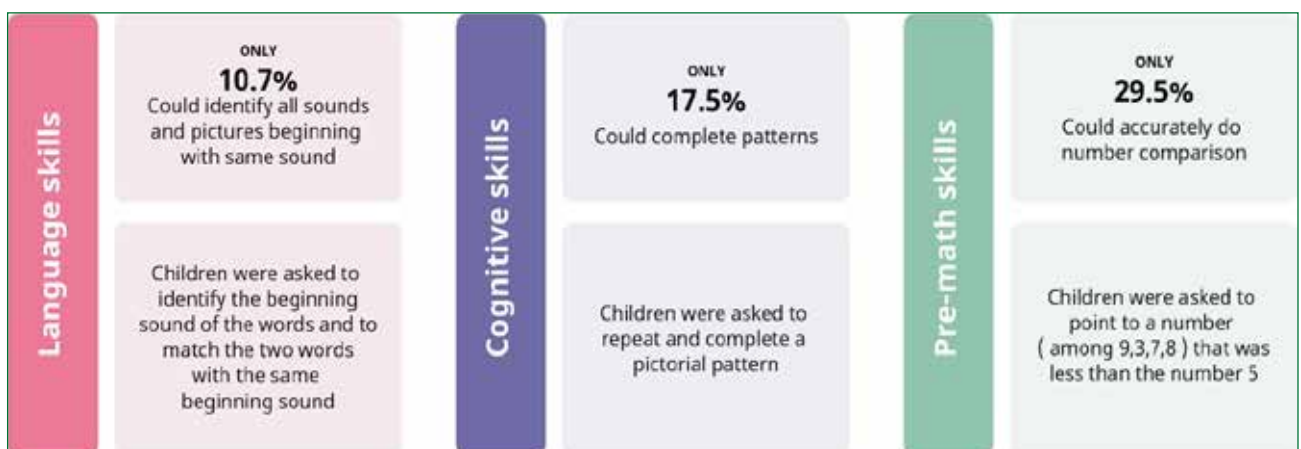 Language skills
ONLY
10.7%
Could identify all sounds
and pictures beginning
with same sound
Children were asked to
identify the beginning
sound of the words and to
match the two words
with the same
beginning sound
Cognitive skills
ONLY
17.5%
Could complete patterns
Children were asked to
repeat and complete a
pictorial pattern
Pre-math skills
ONLY
29.5%
Could accurately do
number comparison
Children were asked to
point to a number
( among 9,3,7,8 ) that was
less than the number 5